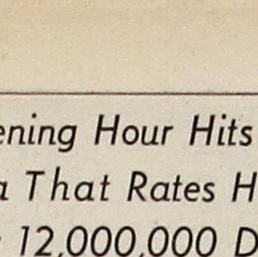 ening Hour Hits
a That Rates H
12,000,000 D